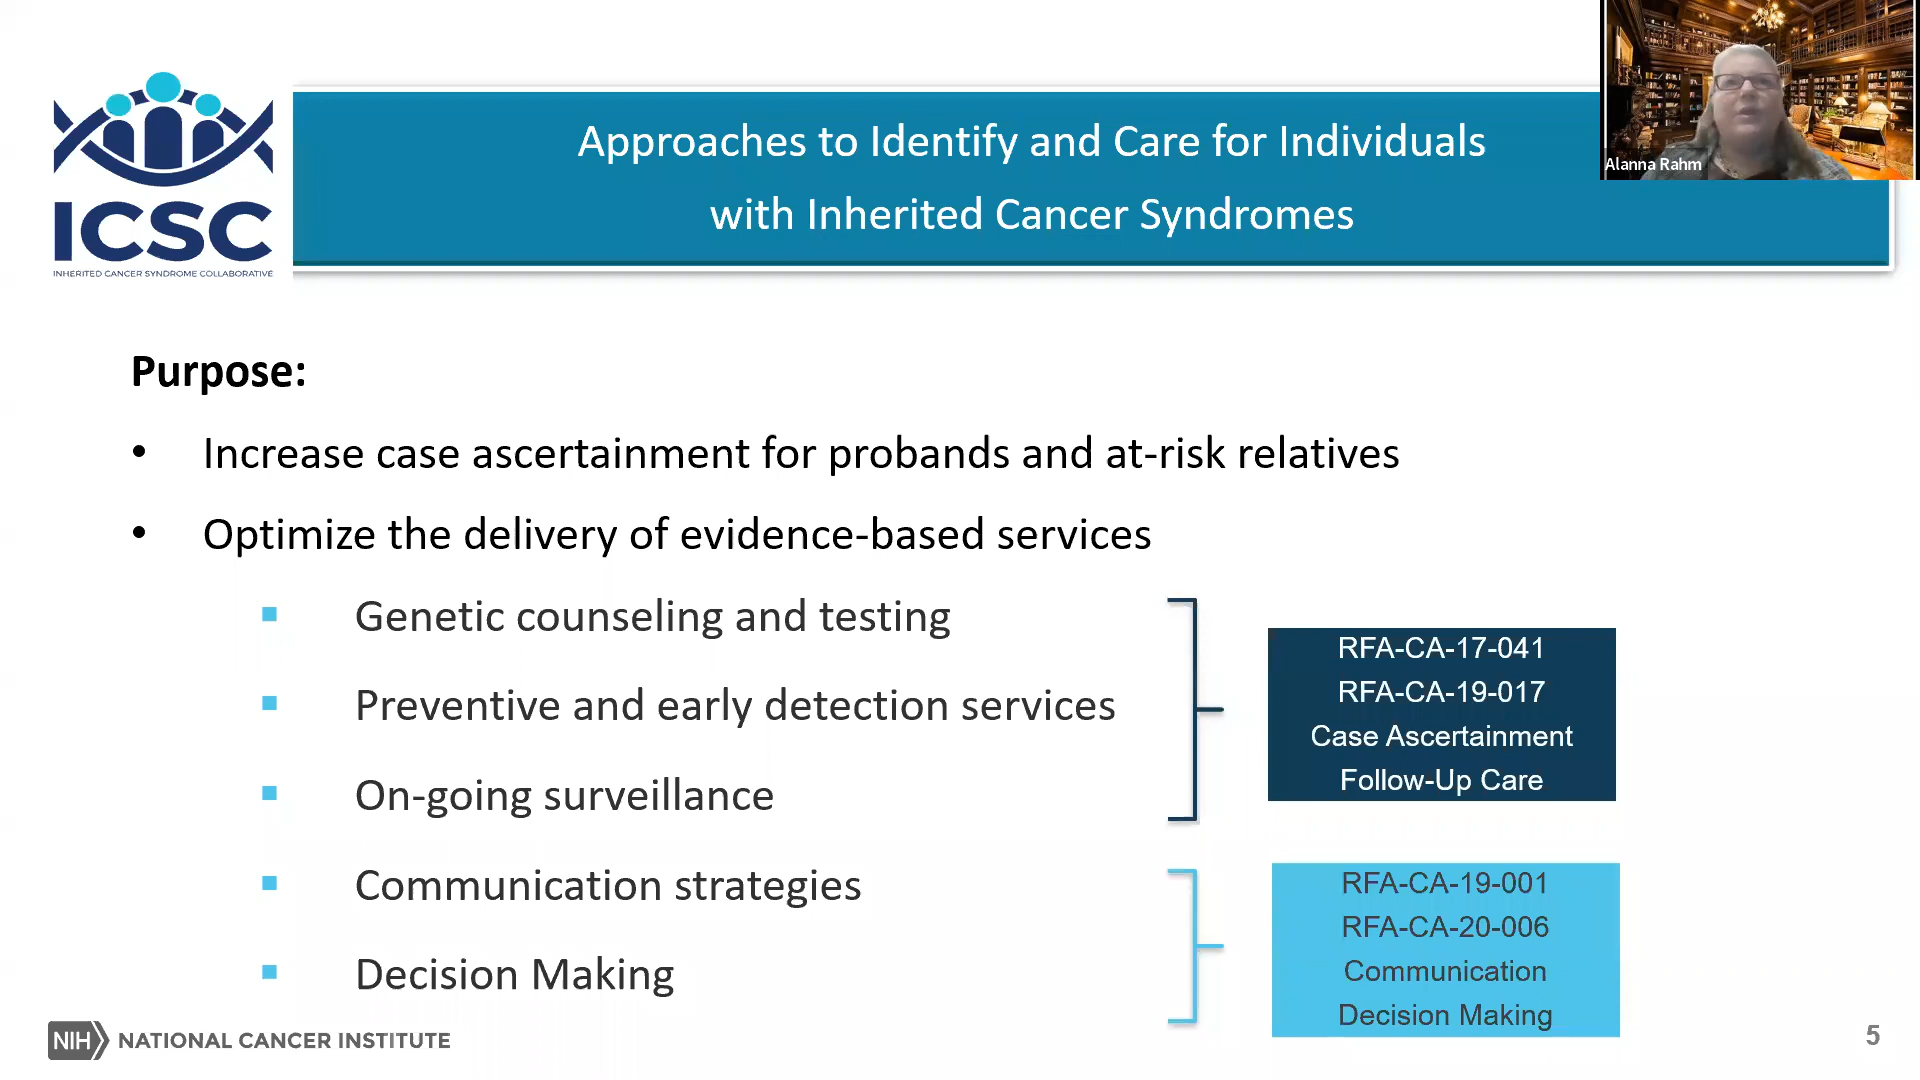 Alanna Rahm
ICSC
INHERITED CANCER SYNDROME COLLABORATIVE
Approaches to Identify and Care for Individuals
with Inherited Cancer Syndromes
Purpose:
• Increase case ascertainment for probands and at-risk relatives
• Optimize the delivery of evidence-based services
▪ Genetic counseling and testing
▪ Preventive and early detection services
▪ On-going surveillance
▪ Communication strategies
▪ Decision Making
RFA-CA-17-041
RFA-CA-19-017
Case Ascertainment
Follow-Up Care
RFA-CA-19-001
RFA-CA-20-006
Communication
Decision Making
NIH NATIONAL CANCER INSTITUTE
5